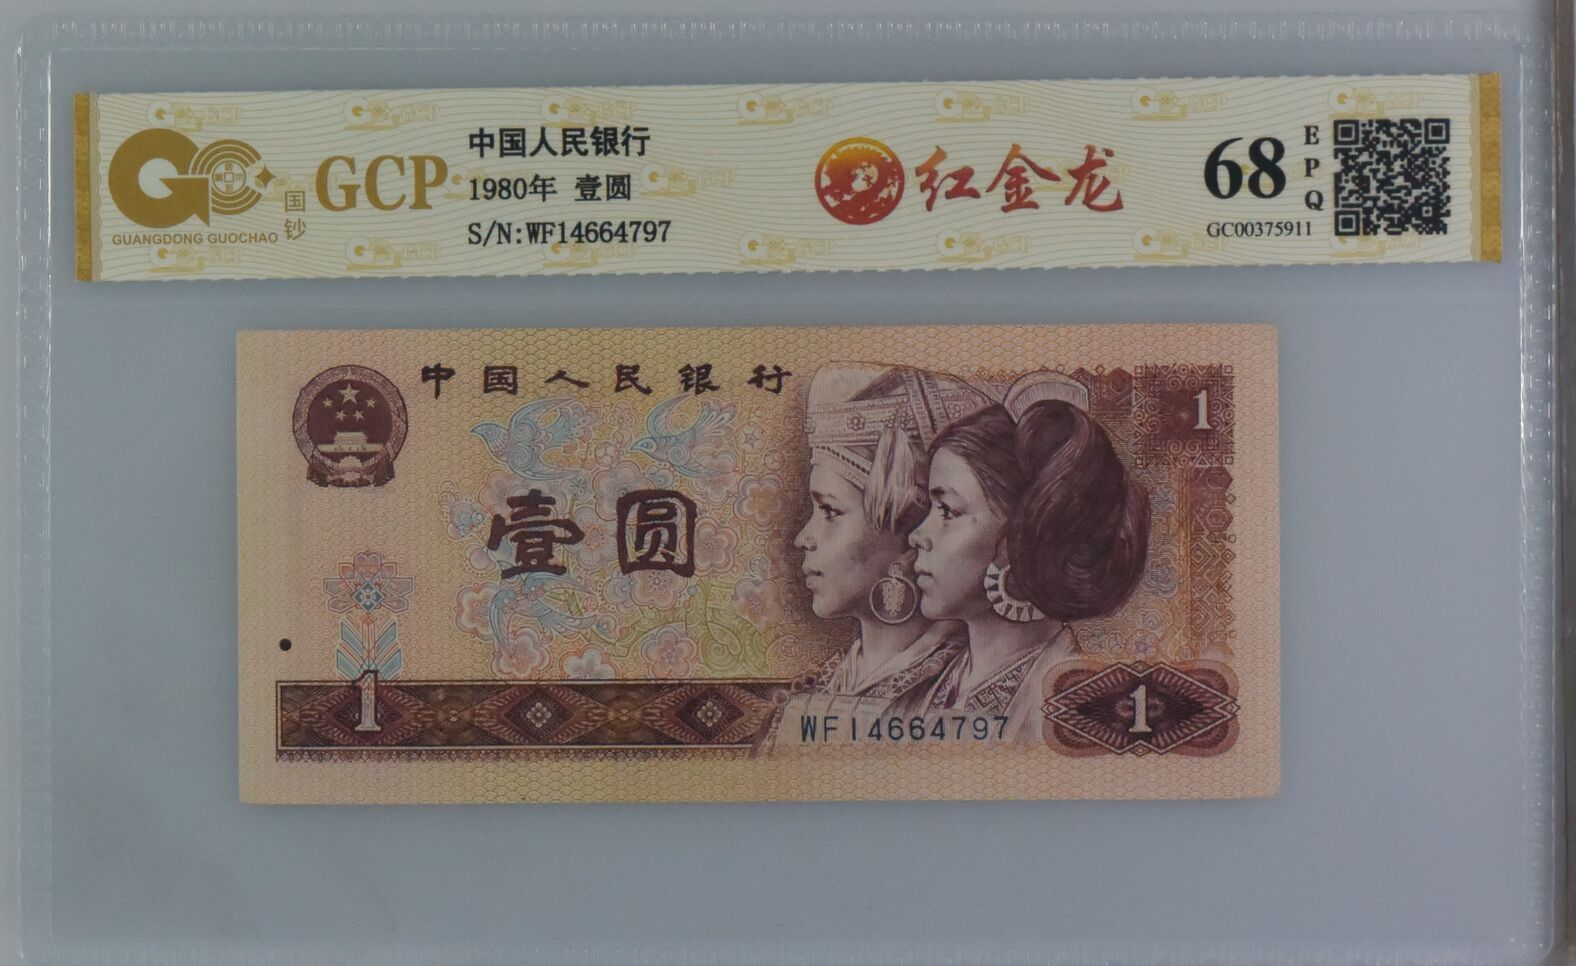 GUANGDONG GUOCHAO
国钞
GCP
中国人民银行
1980年 壹圆
S/N:WF14664797
红金龙
68
EPQ
GC00375911
中国人民银行
1
壹圆
1
WF14664797
1